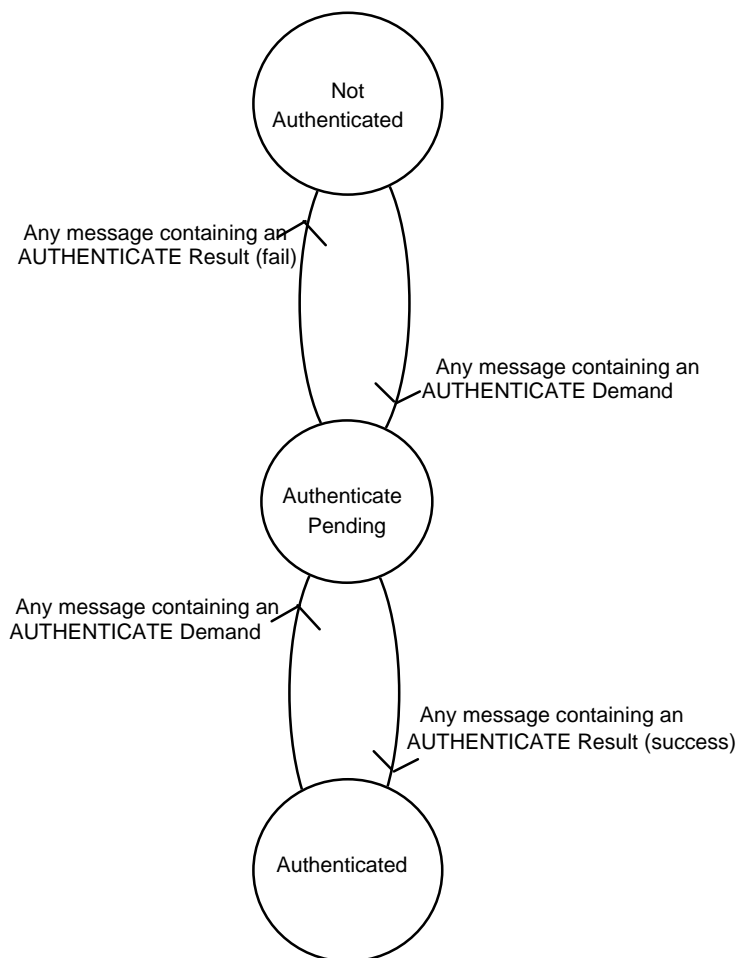 Not
Authenticated
Any message containing an
AUTHENTICATE Result (fail)
Any message containing an
AUTHENTICATE Demand
Authenticate
Pending
Any message containing an
AUTHENTICATE Demand
Any message containing an
AUTHENTICATE Result (success)
Authenticated